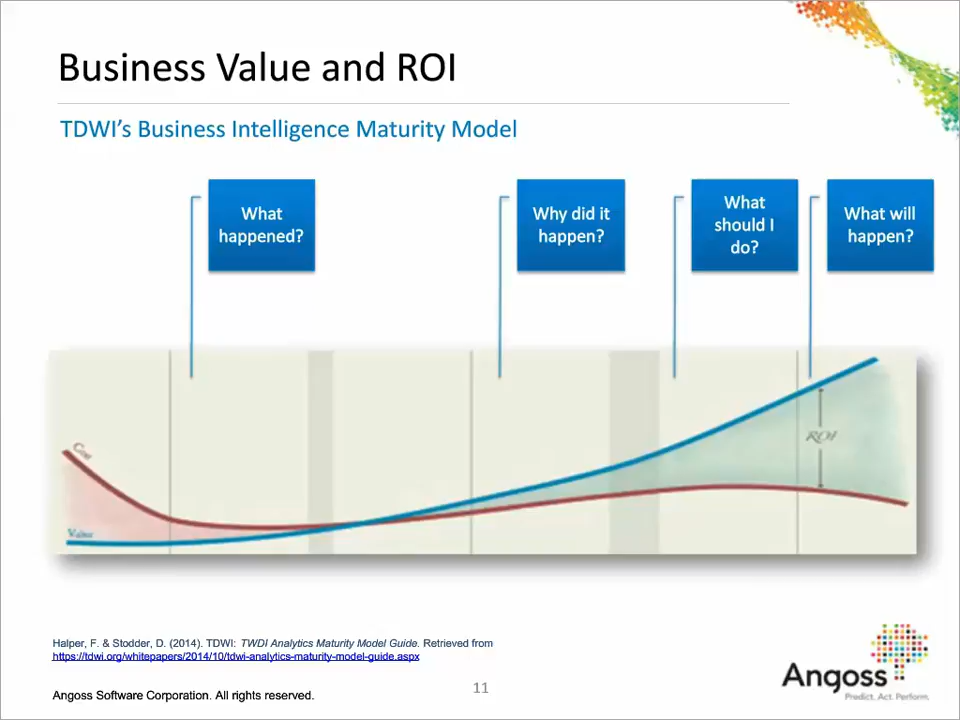 Business Value and ROI
TDWI’s Business Intelligence Maturity Model
What
happened?
Why did it
happen?
What
should I
do?
What will
happen?
Cost
ROI
Value
Halper, F. & Stodder, D. (2014). TDWI: TWDI Analytics Maturity Model Guide. Retrieved from
https://tdwi.org/whitepapers/2014/10/tdwi-analytics-maturity-model-guide.aspx
Angoss Software Corporation. All rights reserved.
11
Angoss
Predict. Act. Perform.